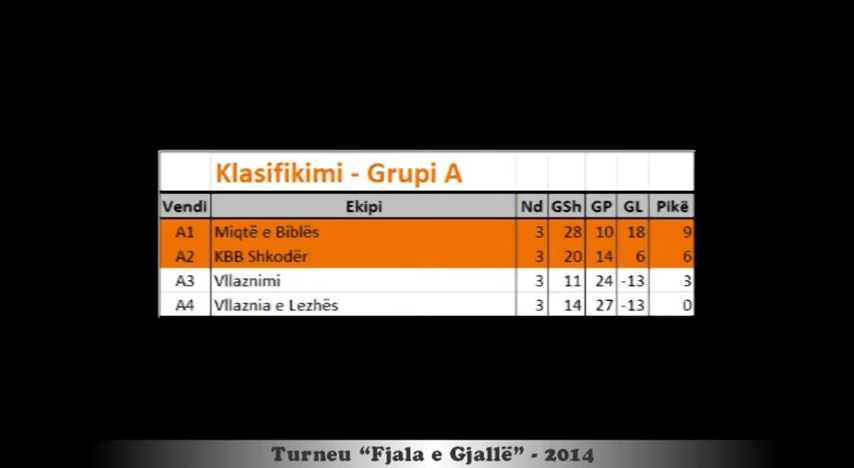 Klasifikimi - Grupi A
Vendi Ekipi Nd GSh GP GL Pikë
A1 Miqtë e Biblës 3 28 10 18 9
A2 KBB Shkodër 3 20 14 6 6
A3 Vllaznimi 3 11 24 -13 3
A4 Vllaznia e Lezhës 3 14 27 -13 0
Turneu “Fjala e Gjallë” - 2014